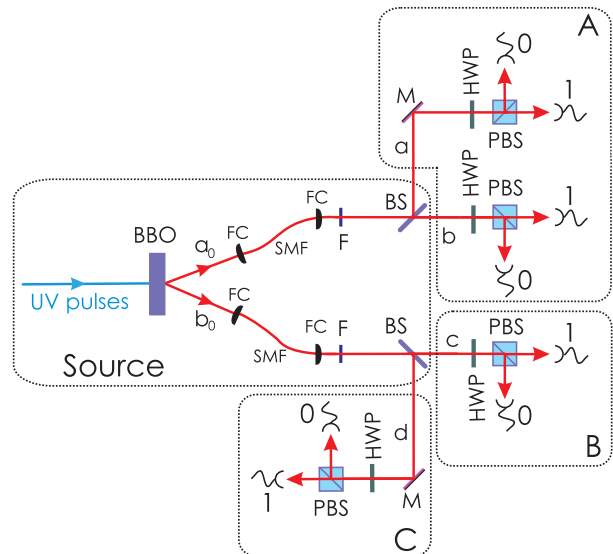 A
0
HWP
1
M
PBS
a
HWP
PBS
1
FC
BS
b
0
F
BBO
FC
a0
SMF
UV pulses
FC
b0
FC
F
BS
c
PBS
1
SMF
HWP
0
B
Source
0
HWP
d
1
PBS
M
C